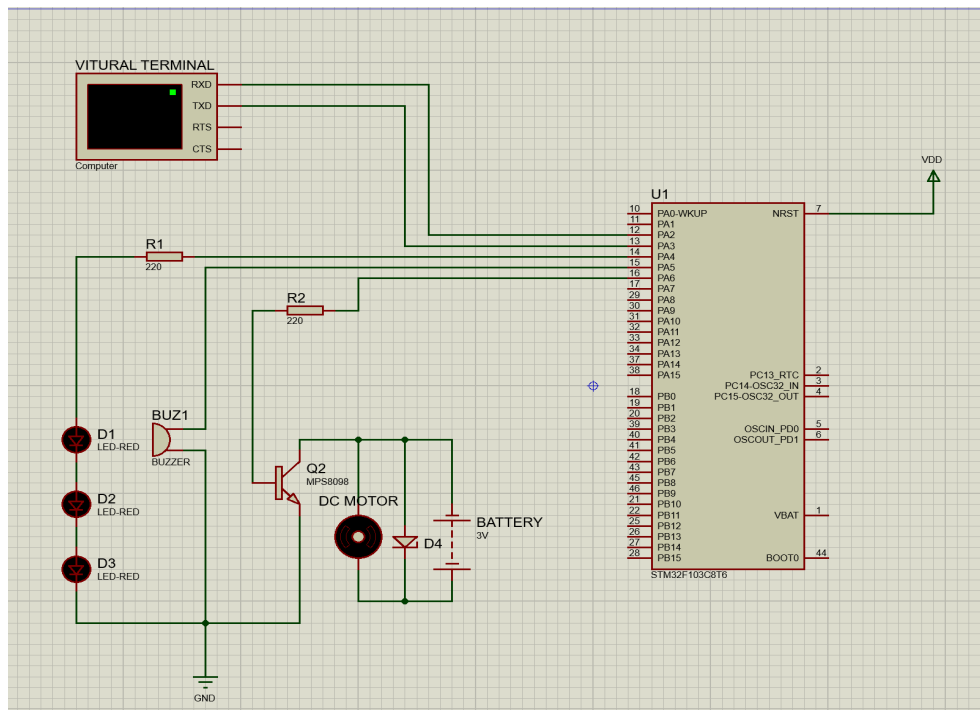 VITURAL TERMINAL
RXD
TXD
RTS
CTS
Computer
VDD
U1
10 PA0-WKUP NRST 7
11 PA1
12 PA2
13 PA3
14 PA4
15 PA5
16 PA6
17 PA7
29 PA8
30 PA9
31 PA10
32 PA11
33 PA12
34 PA13
37 PA14
38 PA15 PC13_RTC 2
PC14-OSC32_IN 3
18 PB0 PC15-OSC32_OUT 4
19 PB1
20 PB2
39 PB3 OSCIN_PD0 5
40 PB4 OSCOUT_PD1 6
41 PB5
42 PB6
43 PB7
45 PB8
46 PB9
21 PB10
22 PB11 VBAT 1
25 PB12
26 PB13
27 PB14
28 PB15 BOOT0 44
STM32F103C8T6
R1
220
R2
220
BUZ1
BUZZER
D1
LED-RED
D2
LED-RED
D3
LED-RED
Q2
MPS8098
DC MOTOR
D4
BATTERY
3V
GND